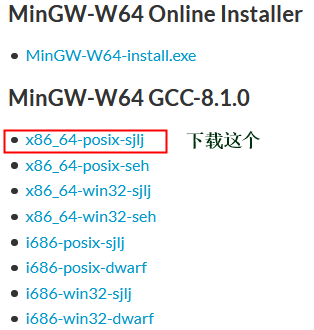 MinGW-W64 Online Installer
MinGW-W64-install.exe
MinGW-W64 GCC-8.1.0
x86_64-posix-sjlj 下载这个
x86_64-posix-seh
x86_64-win32-sjlj
x86_64-win32-seh
i686-posix-sjlj
i686-posix-dwarf
i686-win32-sjlj
i686-win32-dwarf